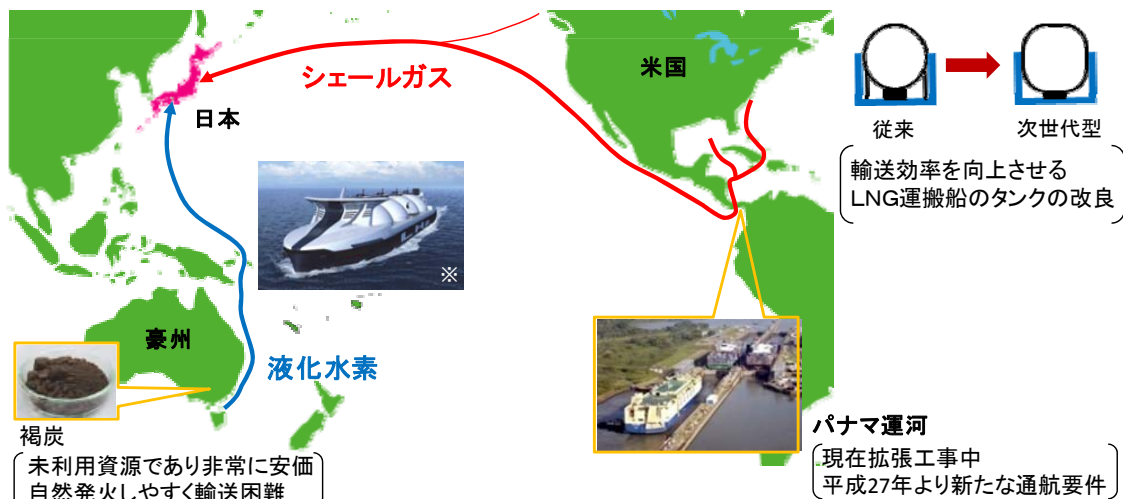 シェールガス
米国
日本
従来
次世代型
輸送効率を向上させる
LNG運搬船のタンクの改良
※
豪州
液化水素
褐炭
未利用資源であり非常に安価
自然発火しやすく輸送困難
パナマ運河
現在拡張工事中
平成27年より新たな通航要件